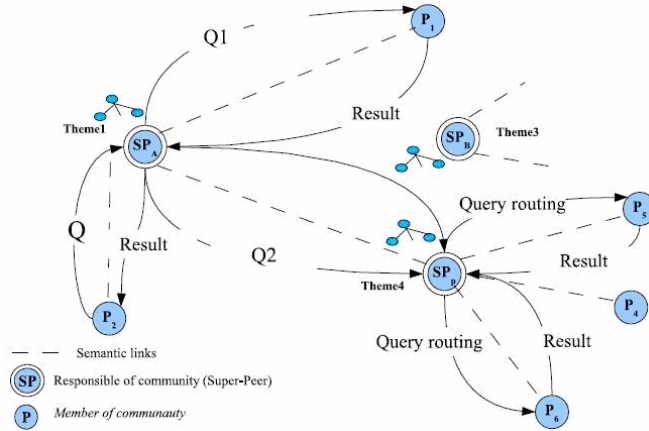 Q1
P1
Result
Theme1
SPA
SPB
Theme3
Query routing
P5
Q
Result
Q2
SPD
Result
Theme4
P4
P2
Query routing
Result
Semantic links
SP
Responsible of community (Super-Peer)
P
Member of communauty
P6